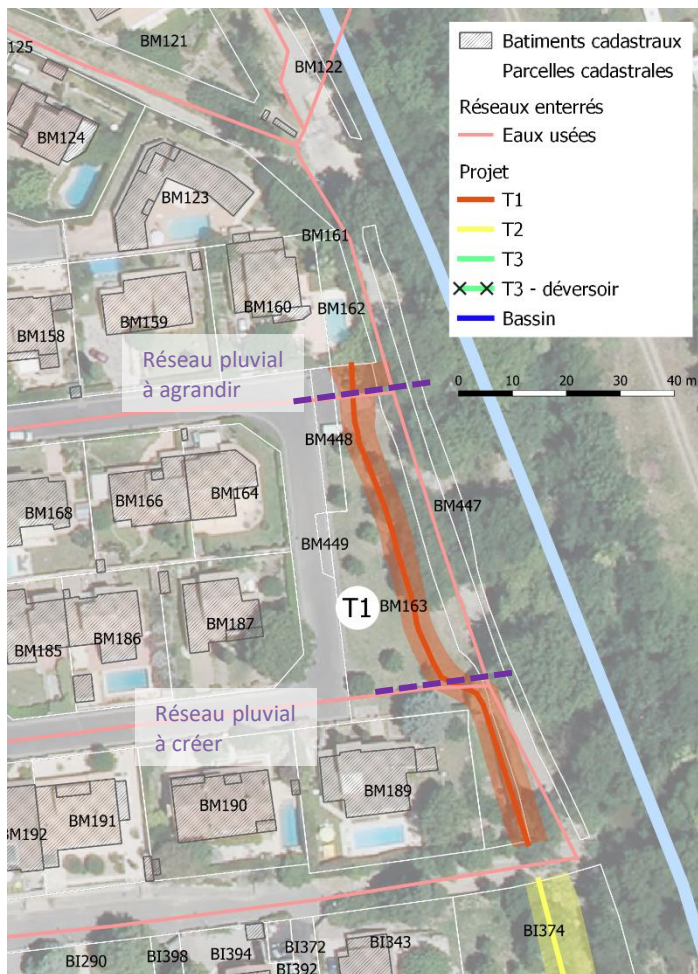 BM121
125
BM122
BM124
BM123
BM161
BM160
BM162
BM159
BM158
Batiments cadastraux
Parcelles cadastrales
Réseaux enterrés
Eaux usées
Projet
T1
T2
T3
T3 - déversoir
Bassin
0 10 20 30 40 m
Réseau pluvial
à agrandir
BM448
BM164
BM166
BM168
BM447
BM449
T1
BM163
BM187
BM186
BM185
Réseau pluvial
à créer
BM189
BM190
BM191
BM192
BI374
BI343
BI372
BI394
BI398
BI290
BI392